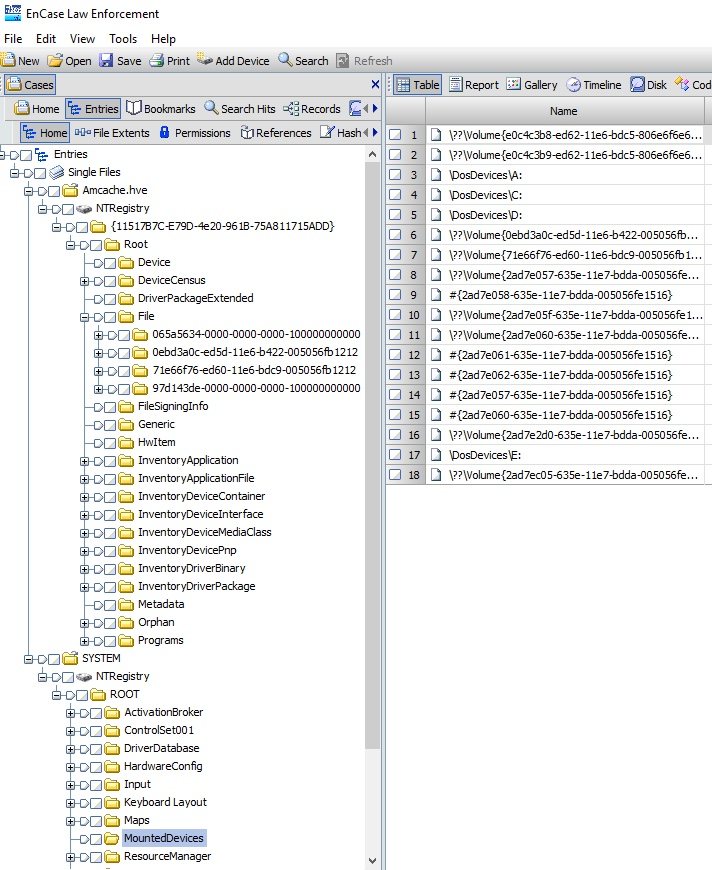 EnCase Law Enforcement
File Edit View Tools Help
New Open Save Print Add Device Search Refresh
Cases
Home Entries Bookmarks Search Hits Records
Home File Extents Permissions References Hash
Entries
Single Files
Amcache.hve
NTRegistry
{11517B7C-E79D-4e20-961B-75A811715ADD}
Root
Device
DeviceCensus
DriverPackageExtended
File
065a5634-0000-0000-0000-100000000000
0ebd3a0c-ed5d-11e6-b422-005056fb1212
71e66f76-ed60-11e6-bdc9-005056fb1212
97d143de-0000-0000-0000-100000000000
FileSigningInfo
Generic
HwItem
InventoryApplication
InventoryApplicationFile
InventoryDeviceContainer
InventoryDeviceInterface
InventoryDeviceMediaClass
InventoryDevicePnp
InventoryDriverBinary
InventoryDriverPackage
Metadata
Orphan
Programs
SYSTEM
NTRegistry
ROOT
ActivationBroker
ControlSet001
DriverDatabase
HardwareConfig
Input
Keyboard Layout
Maps
MountedDevices
ResourceManager
Table Report Gallery Timeline Disk Cod
Name
1 \??\Volume{e0c4c3b8-ed62-11e6-bdc5-806e6f6e6...
2 \??\Volume{e0c4c3b9-ed62-11e6-bdc5-806e6f6e6...
3 \DosDevices\A:
4 \DosDevices\C:
5 \DosDevices\D:
6 \??\Volume{0ebd3a0c-ed5d-11e6-b422-005056fb...
7 \??\Volume{71e66f76-ed60-11e6-bdc9-005056fb1...
8 \??\Volume{2ad7e057-635e-11e7-bdda-005056fe...
9 #{2ad7e058-635e-11e7-bdda-005056fe1516}
10 \??\Volume{2ad7e05f-635e-11e7-bdda-005056fe1...
11 \??\Volume{2ad7e060-635e-11e7-bdda-005056fe...
12 #{2ad7e061-635e-11e7-bdda-005056fe1516}
13 #{2ad7e062-635e-11e7-bdda-005056fe1516}
14 #{2ad7e057-635e-11e7-bdda-005056fe1516}
15 #{2ad7e060-635e-11e7-bdda-005056fe1516}
16 \??\Volume{2ad7e2d0-635e-11e7-bdda-005056fe...
17 \DosDevices\E:
18 \??\Volume{2ad7ec05-635e-11e7-bdda-005056fe...